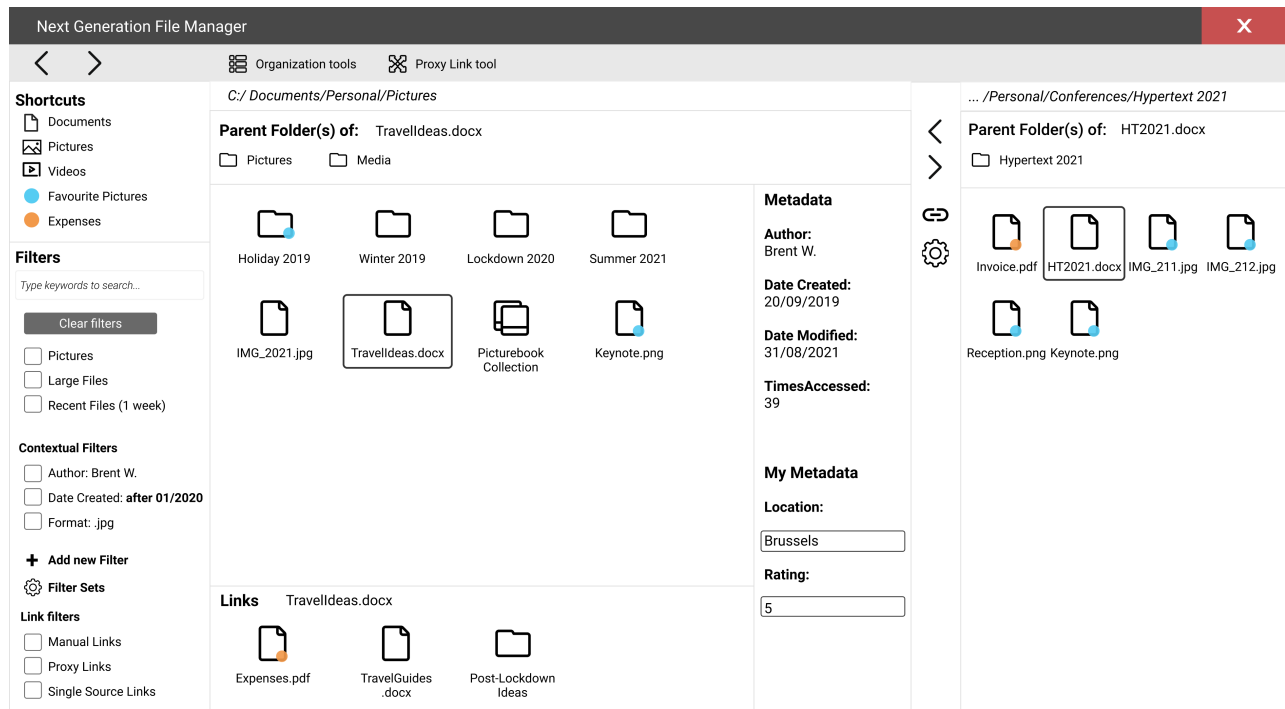 Next Generation File Manager
X
Organization tools
Proxy Link tool
Shortcuts
Documents
Pictures
Videos
Favourite Pictures
Expenses
Filters
Type keywords to search...
Clear filters
Pictures
Large Files
Recent Files (1 week)
Contextual Filters
Author: Brent W.
Date Created: after 01/2020
Format: .jpg
Add new Filter
Filter Sets
Link filters
Manual Links
Proxy Links
Single Source Links
C:/ Documents/Personal/Pictures
Parent Folder(s) of: TravelIdeas.docx
Pictures
Media
Holiday 2019
Winter 2019
Lockdown 2020
Summer 2021
IMG_2021.jpg
TravelIdeas.docx
Picturebook
Collection
Keynote.png
Links TravelIdeas.docx
Expenses.pdf
TravelGuides
.docx
Post-Lockdown
Ideas
Metadata
Author:
Brent W.
Date Created:
20/09/2019
Date Modified:
31/08/2021
TimesAccessed:
39
My Metadata
Location:
Brussels
Rating:
5
... /Personal/Conferences/Hypertext 2021
Parent Folder(s) of: HT2021.docx
Hypertext 2021
Invoice.pdf
HT2021.docx
IMG_211.jpg
IMG_212.jpg
Reception.png
Keynote.png